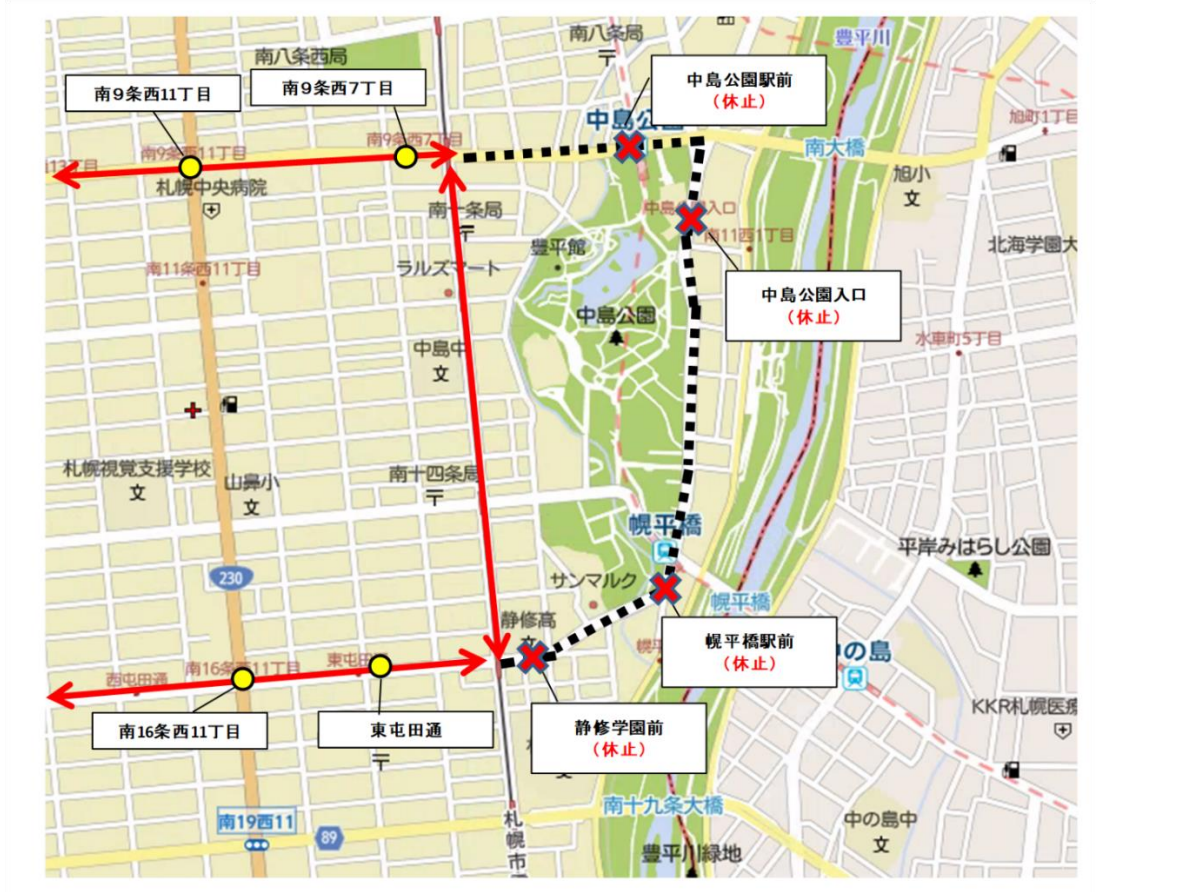 南八条局
〒
豊平川
南八条西局
南9条西11丁目
南9条西7丁目
中島公園駅前
(休止)
旭町1丁目
中島公園
南9条西11丁目
南9条西7丁目
南大橋
札幌中央病院
旭小
文
南十条局
〒
中島公園入口
南11西1丁目
北海学園大
豊平館
ラルズマート
南11条西11丁目
中島公園入口
(休止)
中島公園
水車町5丁目
中島中
文
札幌視覚支援学校
文
山鼻小
文
南十四条局
〒
幌平橋
平岸みはらし公園
230
サンマルク
幌平橋
静修高
文
幌平橋駅前
(休止)
の島
南16条西11丁目
東屯田
西屯田通
KKR札幌医療
南16条西11丁目
東屯田通
静修学園前
(休止)
〒
文
南19西11
89
南十九条大橋
札幌市
中の島中
文
豊平川緑地